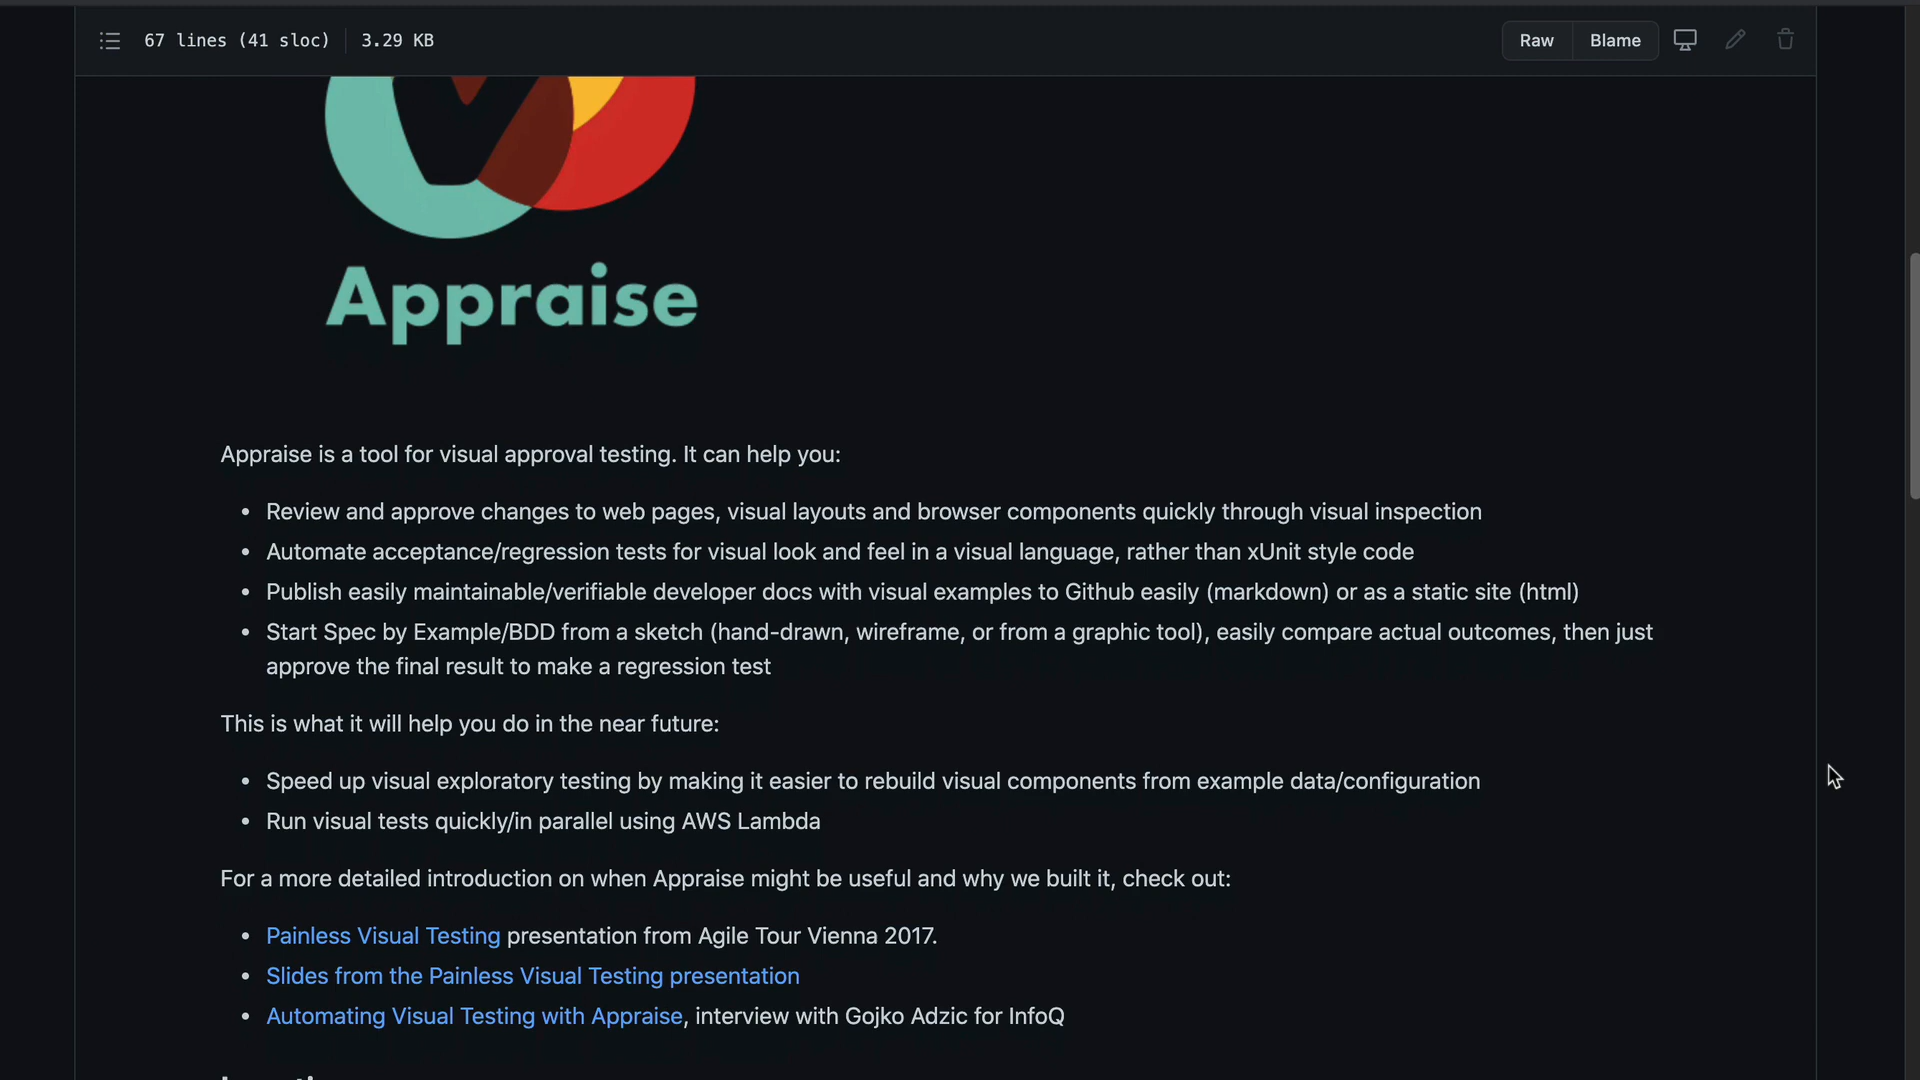 67 lines (41 sloc) 3.29 KB Raw Blame
Appraise
Appraise is a tool for visual approval testing. It can help you:
• Review and approve changes to web pages, visual layouts and browser components quickly through visual inspection
• Automate acceptance/regression tests for visual look and feel in a visual language, rather than xUnit style code
• Publish easily maintainable/verifiable developer docs with visual examples to Github easily (markdown) or as a static site (html)
• Start Spec by Example/BDD from a sketch (hand-drawn, wireframe, or from a graphic tool), easily compare actual outcomes, then just
approve the final result to make a regression test
This is what it will help you do in the near future:
• Speed up visual exploratory testing by making it easier to rebuild visual components from example data/configuration
• Run visual tests quickly/in parallel using AWS Lambda
For a more detailed introduction on when Appraise might be useful and why we built it, check out:
• Painless Visual Testing presentation from Agile Tour Vienna 2017.
• Slides from the Painless Visual Testing presentation
• Automating Visual Testing with Appraise, interview with Gojko Adzic for InfoQ